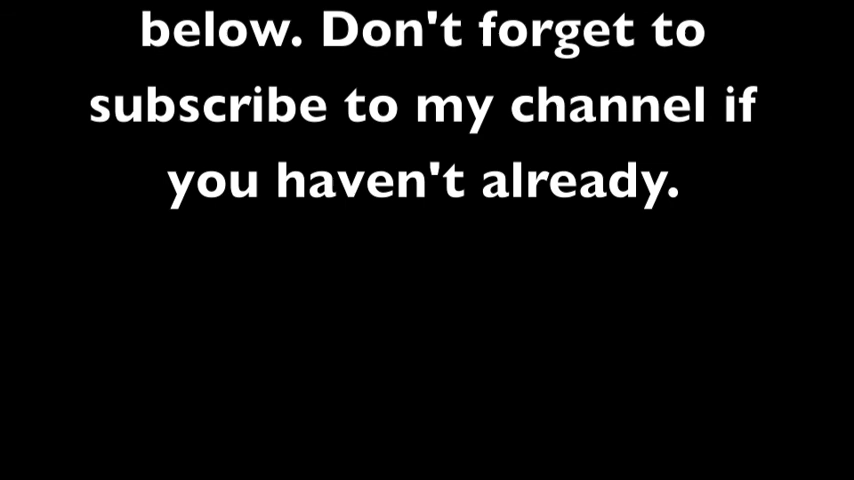 below. Don't forget to
subscribe to my channel if
you haven't already.